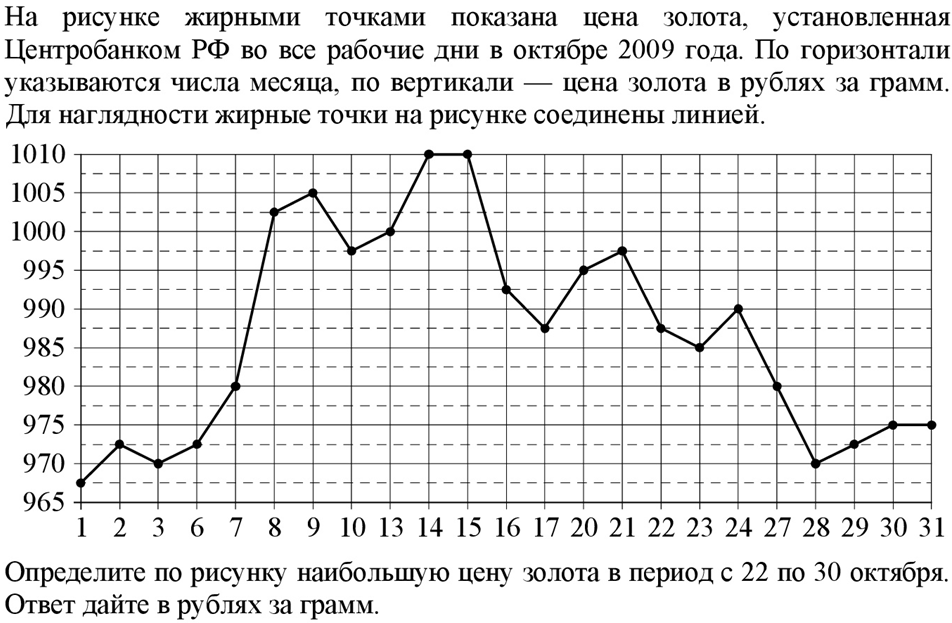 На рисунке жирными точками показана цена золота, установленная
Центробанком РФ во все рабочие дни в октябре 2009 года. По горизонтали
указываются числа месяца, по вертикали — цена золота в рублях за грамм.
Для наглядности жирные точки на рисунке соединены линией.
1010
1005
1000
995
990
985
980
975
970
965
1 2 3 6 7 8 9 10 13 14 15 16 17 20 21 22 23 24 27 28 29 30 31
Определите по рисунку наибольшую цену золота в период с 22 по 30 октября.
Ответ дайте в рублях за грамм.